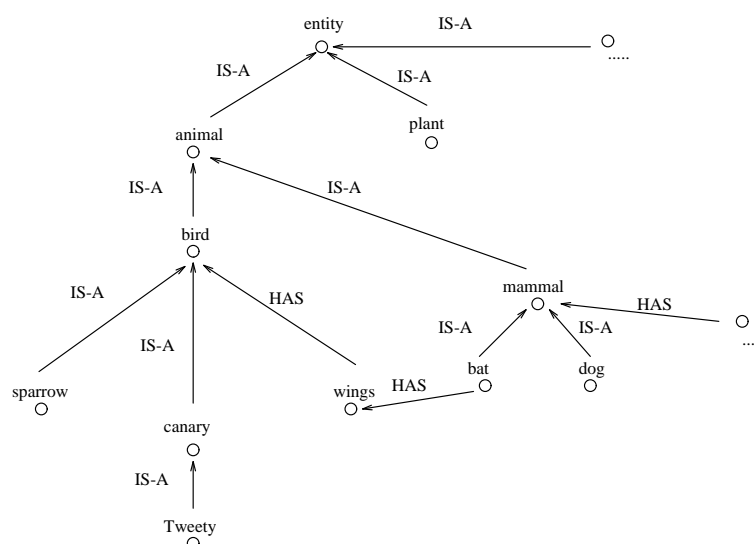 entity
IS-A
.....
IS-A
IS-A
plant
animal
IS-A
IS-A
bird
mammal
IS-A
HAS
HAS
IS-A
IS-A
IS-A
...
sparrow
wings
HAS
bat
dog
canary
IS-A
Tweety